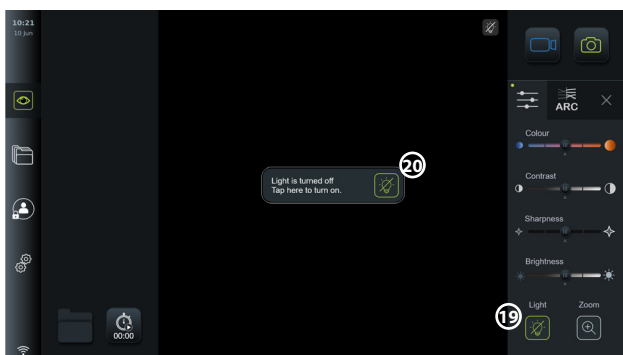 10:21
10 Jun
ARC
Colour
20
Light is turned off
Tap here to turn on.
Contrast
Sharpness
Brightness
19
Light
Zoom
00:00